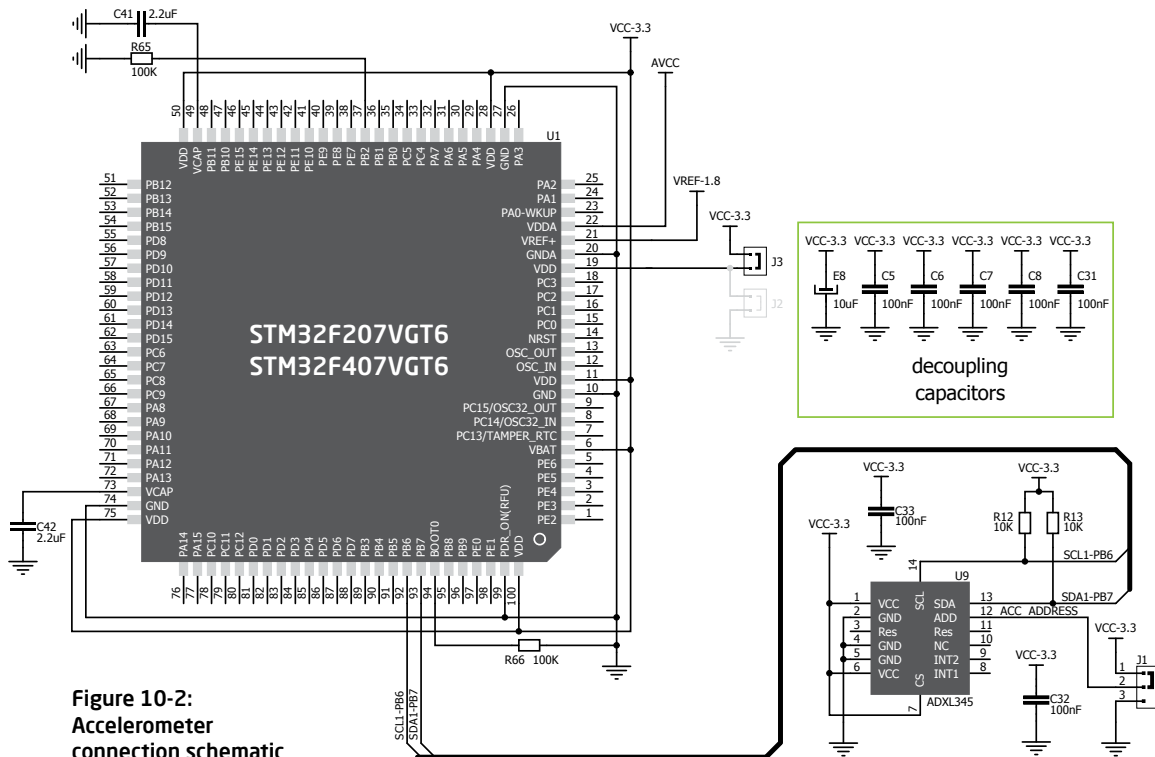 C41 2.2uF
R65
100K
VCC-3.3
AVCC
50 49 48 47 46 45 44 43 42 41 40 39 38 37 36 35 34 33 32 31 30 29 28 27 26
VDD VCAP PB11 PB10 PE15 PE14 PE13 PE12 PE11 PE10 PE9 PE8 PE7 PB2 PB1 PB0 PC5 PC4 PA7 PA6 PA5 PA4 VDD GND PA3
U1
51 PB12
52 PB13
53 PB14
54 PB15
55 PD8
56 PD9
57 PD10
58 PD11
59 PD12
60 PD13
61 PD14
62 PD15
63 PC6
64 PC7
65 PC8
66 PC9
67 PA8
68 PA9
69 PA10
70 PA11
71 PA12
72 PA13
73 VCAP
74 GND
75 VDD
STM32F207VGT6
STM32F407VGT6
PA2 25
PA1 24
PA0-WKUP 23
VDDA 22
VREF+ 21
GNDA 20
VDD 19
PC3 18
PC2 17
PC1 16
PC0 15
NRST 14
OSC_OUT 13
OSC_IN 12
VDD 11
GND 10
PC15/OSC32_OUT 9
PC14/OSC32_IN 8
PC13/TAMPER_RTC 7
VBAT 6
PE6 5
PE5 4
PE4 3
PE3 2
PE2 1
PA14 PA15 PC10 PC11 PC12 PD0 PD1 PD2 PD3 PD4 PD5 PD6 PD7 PB3 PB4 PB5 PB6 PB7 BOOT0 PB8 PB9 PE0 PE1 PDR_ON(RFU) VDD
76 77 78 79 80 81 82 83 84 85 86 87 88 89 90 91 92 93 94 95 96 97 98 99 100
C42
2.2uF
R66 100K
SCL1-PB6
SDA1-PB7
VREF-1.8
VCC-3.3
J3
J2
VCC-3.3 VCC-3.3 VCC-3.3 VCC-3.3 VCC-3.3 VCC-3.3
E8 C5 C6 C7 C8 C31
10uF 100nF 100nF 100nF 100nF 100nF
decoupling
capacitors
VCC-3.3
C33
100nF
VCC-3.3
R12
10K
R13
10K
VCC-3.3
SCL1-PB6
SDA1-PB7
U9
14
SCL
1 VCC SDA 13
2 GND ADD 12 ACC ADDRESS
3 Res Res 11
4 GND NC 10
5 GND INT2 9
6 VCC INT1 8
CS
7
ADXL345
VCC-3.3
C32
100nF
VCC-3.3
J1
1
2
3
Figure 10-2:
Accelerometer
connection schematic